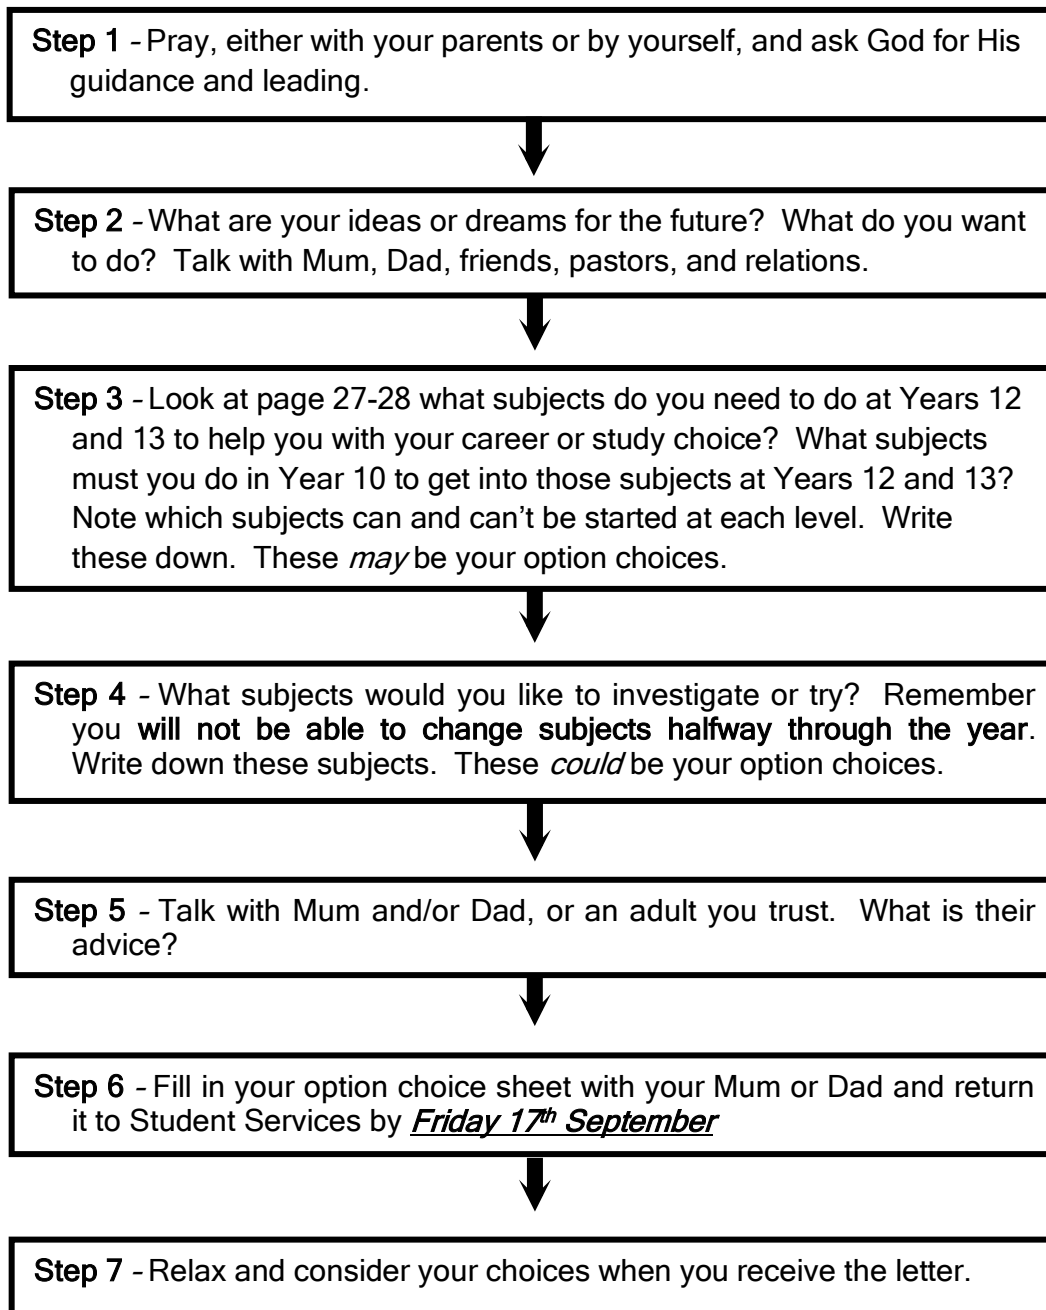 Step 1 - Pray, either with your parents or by yourself, and ask God for His
guidance and leading.
Step 2 - What are your ideas or dreams for the future? What do you want
to do? Talk with Mum, Dad, friends, pastors, and relations.
Step 3 - Look at page 27-28 what subjects do you need to do at Years 12
and 13 to help you with your career or study choice? What subjects
must you do in Year 10 to get into those subjects at Years 12 and 13?
Note which subjects can and can't be started at each level. Write
these down. These may be your option choices.
Step 4 - What subjects would you like to investigate or try? Remember
you will not be able to change subjects halfway through the year.
Write down these subjects. These could be your option choices.
Step 5 - Talk with Mum and/or Dad, or an adult you trust. What is their
advice?
Step 6 - Fill in your option choice sheet with your Mum or Dad and return
it to Student Services by Friday 17th September
Step 7 - Relax and consider your choices when you receive the letter.